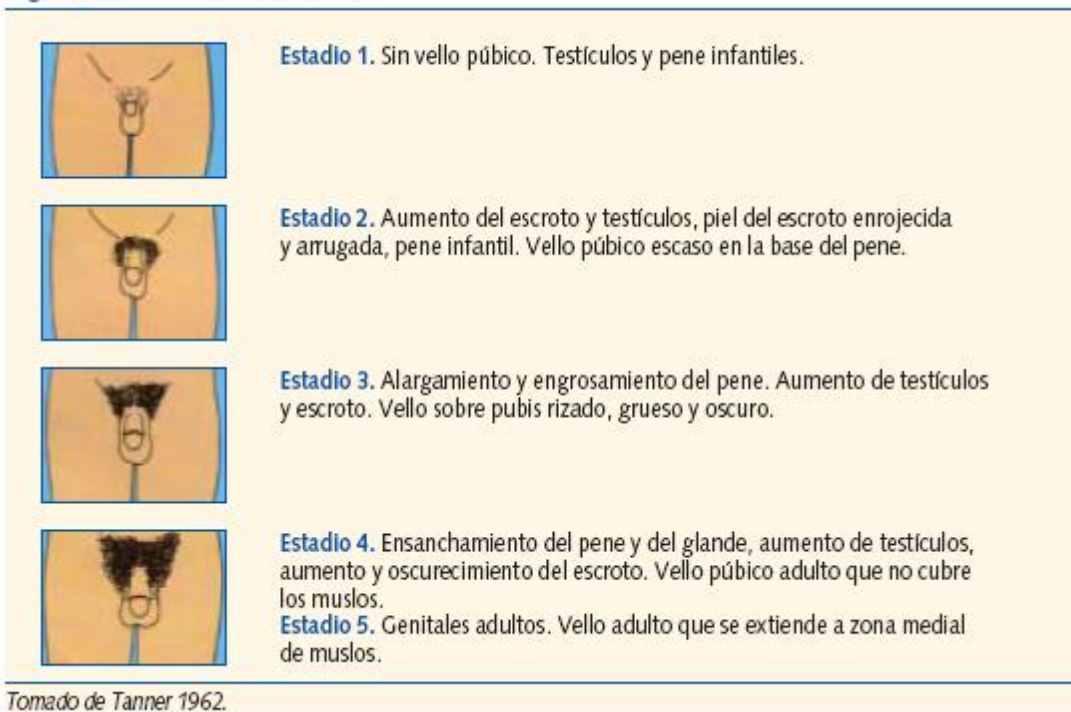 Estadio 1. Sin vello púbico. Testículos y pene infantiles.
Estadio 2. Aumento del escroto y testículos, piel del escroto enrojecida
y arrugada, pene infantil. Vello púbico escaso en la base del pene.
Estadio 3. Alargamiento y engrosamiento del pene. Aumento de testículos
y escroto. Vello sobre pubis rizado, grueso y oscuro.
Estadio 4. Ensanchamiento del pene y del glande, aumento de testículos,
aumento y oscurecimiento del escroto. Vello púbico adulto que no cubre
los muslos.
Estadio 5. Genitales adultos. Vello adulto que se extiende a zona medial
de muslos.
Tomado de Tanner 1962.